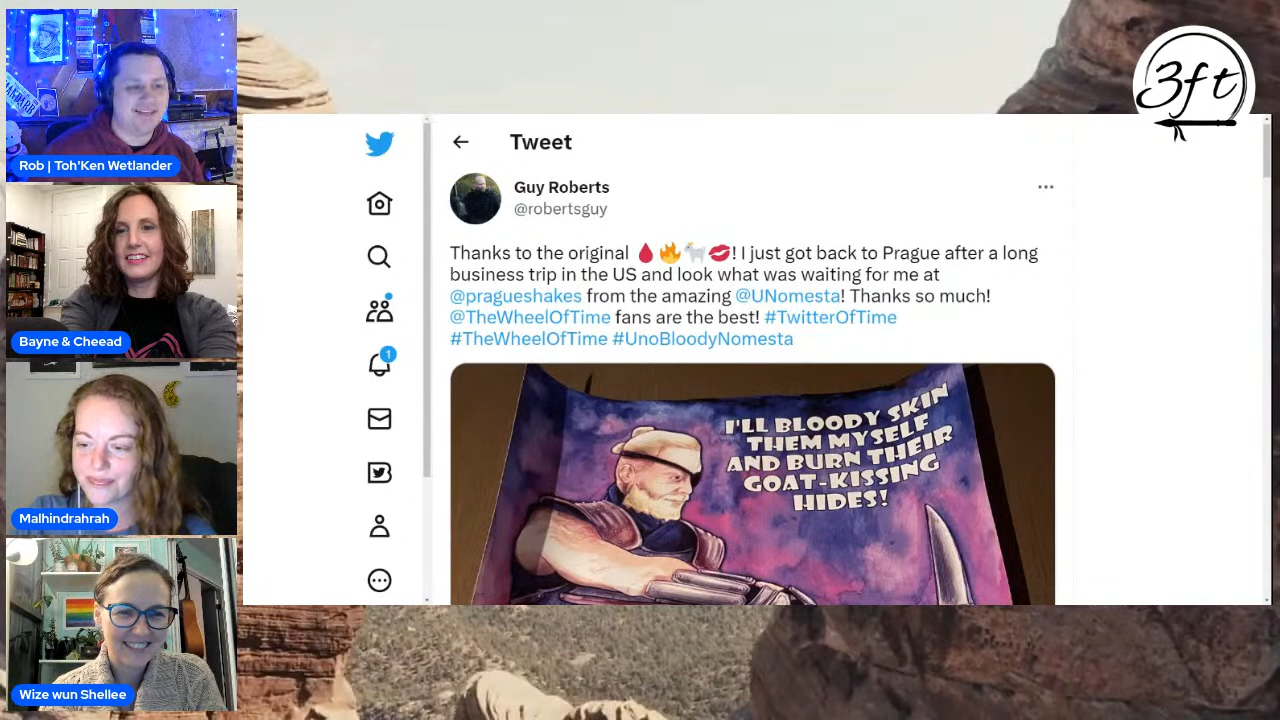 3ft
Rob | Toh'Ken Wetlander
Bayne & Cheead
Malhindrahrah
Wize wun Shellee
Tweet
Guy Roberts
@robertsguy
Thanks to the original 🩸🔥🐐💋! I just got back to Prague after a long
business trip in the US and look what was waiting for me at
@pragueshakes from the amazing @UNomesta! Thanks so much!
@TheWheelOfTime fans are the best! #TwitterOfTime
#TheWheelOfTime #UnoBloodyNomesta
1
I'LL BLOODY SKIN
THEM MYSELF
AND BURN THEIR
GOAT-KISSING
HIDES!